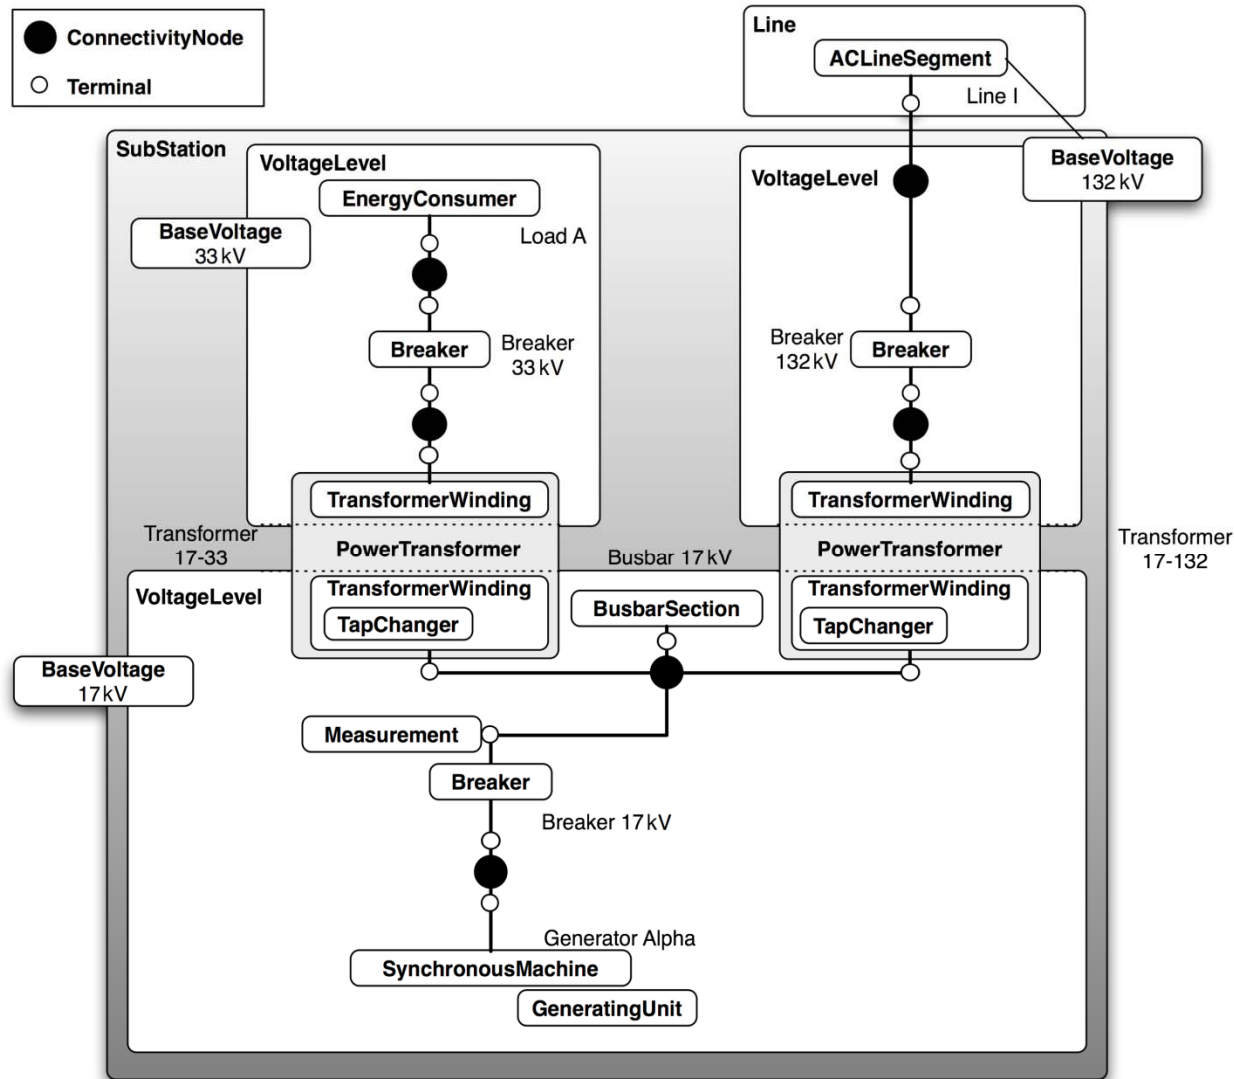 ConnectivityNode
Terminal
Line
ACLineSegment
Line I
SubStation
VoltageLevel
EnergyConsumer
BaseVoltage
33 kV
Load A
Breaker
Breaker
33 kV
TransformerWinding
VoltageLevel
BaseVoltage
132 kV
Breaker
132 kV
Breaker
TransformerWinding
Transformer
17-33
PowerTransformer
Busbar 17 kV
PowerTransformer
Transformer
17-132
VoltageLevel
TransformerWinding
TapChanger
BusbarSection
TransformerWinding
TapChanger
BaseVoltage
17 kV
Measurement
Breaker
Breaker 17 kV
Generator Alpha
SynchronousMachine
GeneratingUnit